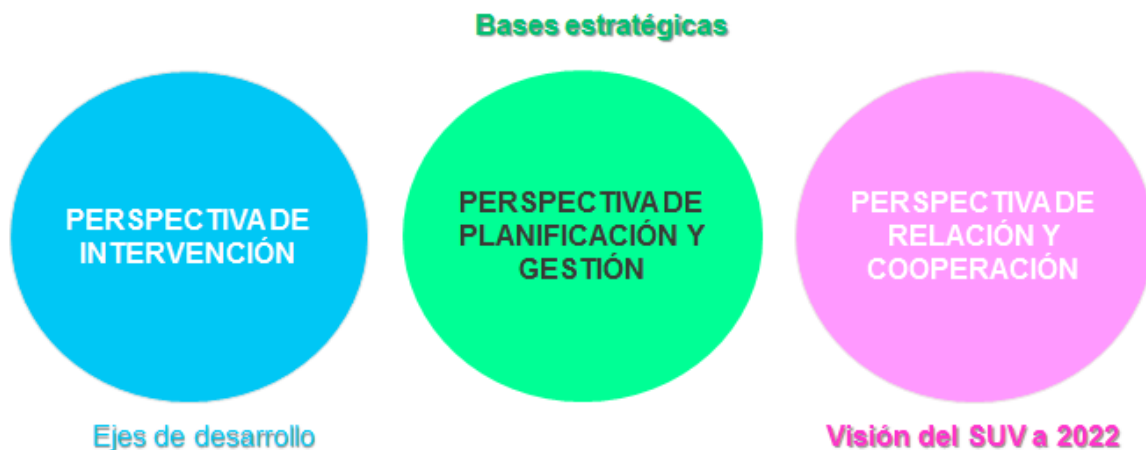 Bases estratégicas
PERSPECTIVA DE
INTERVENCIÓN
PERSPECTIVA DE
PLANIFICACIÓN Y
GESTIÓN
PERSPECTIVA DE
RELACIÓN Y
COOPERACIÓN
Ejes de desarrollo
Visión del SUV a 2022